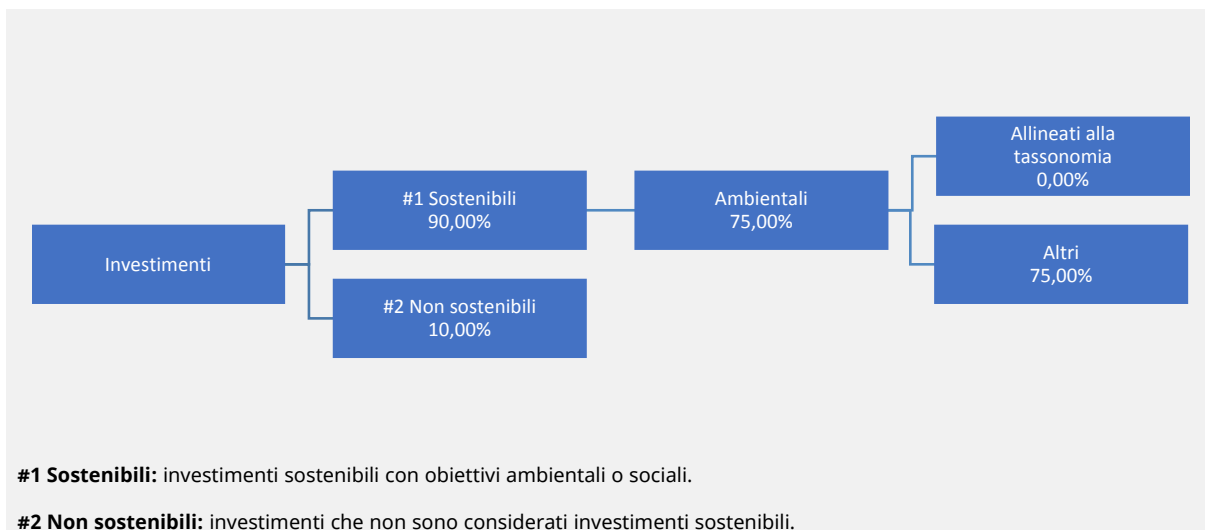 Investimenti
#1 Sostenibili
90,00%
#2 Non sostenibili
10,00%
Ambientali
75,00%
Allineati alla
tassonomia
0,00%
Altri
75,00%
#1 Sostenibili: investimenti sostenibili con obiettivi ambientali o sociali.
#2 Non sostenibili: investimenti che non sono considerati investimenti sostenibili.